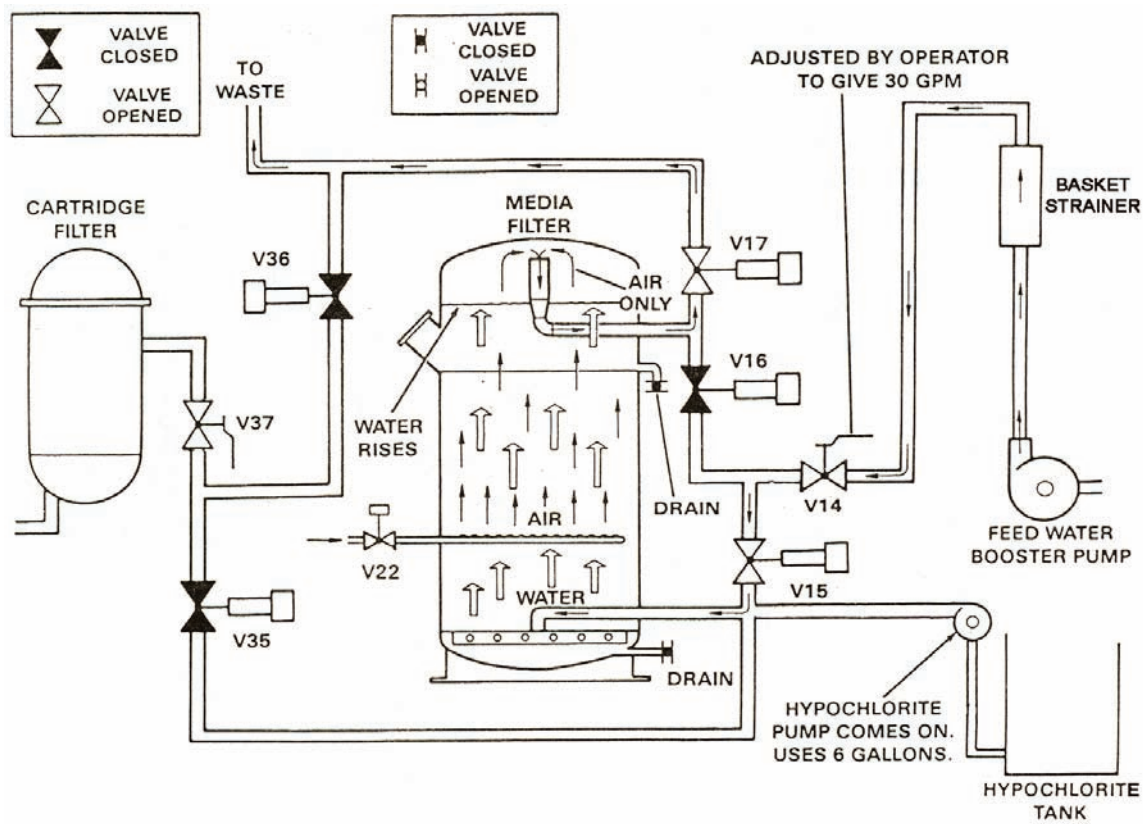 VALVE
CLOSED
VALVE
OPENED
VALVE
CLOSED
VALVE
OPENED
ADJUSTED BY OPERATOR
TO GIVE 30 GPM
TO
WASTE
BASKET
STRAINER
CARTRIDGE
FILTER
MEDIA
FILTER
V36
V17
AIR
ONLY
V16
V37
WATER
RISES
DRAIN
V14
AIR
FEED WATER
BOOSTER PUMP
V22
WATER
V15
V35
DRAIN
HYPOCHLORITE
PUMP COMES ON.
USES 6 GALLONS.
HYPOCHLORITE
TANK